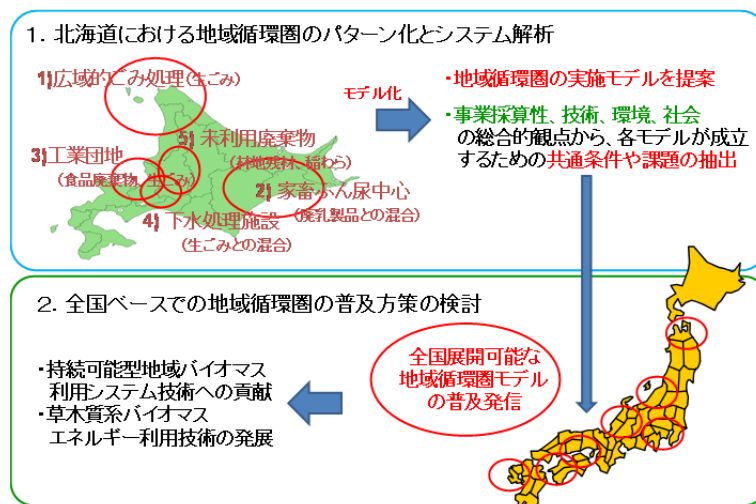 1. 北海道における地域循環圏のパターン化とシステム解析
1)広域的ごみ処理(生ごみ)
モデル化
・地域循環圏の実施モデルを提案
・事業採算性、技術、環境、社会
の総合的観点から、各モデルが成立
するための共通条件や課題の抽出
5) 未利用廃棄物
(林地残材、稲わら)
3)工業団地
(食品廃棄物、生ごみ)
2) 家畜ふん尿中心
(廃乳製品との混合)
4) 下水処理施設
(生ごみとの混合)
2. 全国ベースでの地域循環圏の普及方策の検討
全国展開可能な
地域循環圏モデル
の普及発信
・持続可能型地域バイオマス
利用システム技術への貢献
・草木質系バイオマス
エネルギー利用技術の発展